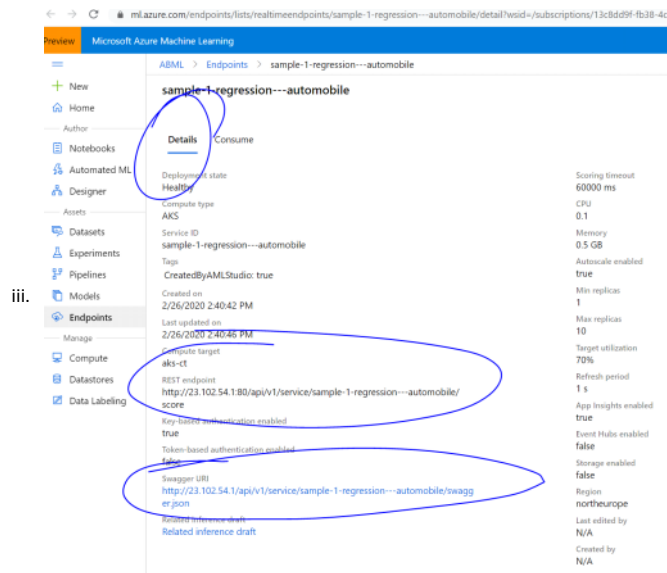 ml.azure.com/endpoints/lists/realtimeendpoints/sample-1-regression---automobile/detail?wsid=/subscriptions/13c8dd9f-fb38-4c
Preview Microsoft Azure Machine Learning
ABML > Endpoints > sample-1-regression---automobile
New
Home
Author
Notebooks
Automated ML
Designer
Assets
Datasets
Experiments
Pipelines
iii.
Models
Endpoints
Manage
Compute
Datastores
Data Labeling
sample-1-regression---automobile
Details Consume
Deployment state
Healthy
Compute type
AKS
Service ID
sample-1-regression---automobile
Tags
CreatedByAMLStudio: true
Created on
2/26/2020 2:40:42 PM
Last updated on
2/26/2020 2:40:46 PM
Compute target
aks-ct
REST endpoint
http://23.102.54.1:80/api/v1/service/sample-1-regression---automobile/
score
Key-based authentication enabled
true
Token-based authentication enabled
false
Swagger URI
http://23.102.54.1/api/v1/service/sample-1-regression---automobile/swagg
er.json
Related inference draft
Related inference draft
Scoring timeout
60000 ms
CPU
0.1
Memory
0.5 GB
Autoscale enabled
true
Min replicas
1
Max replicas
10
Target utilization
70%
Refresh period
1 s
App Insights enabled
true
Event Hubs enabled
false
Storage enabled
false
Region
northeurope
Last edited by
N/A
Created by
N/A